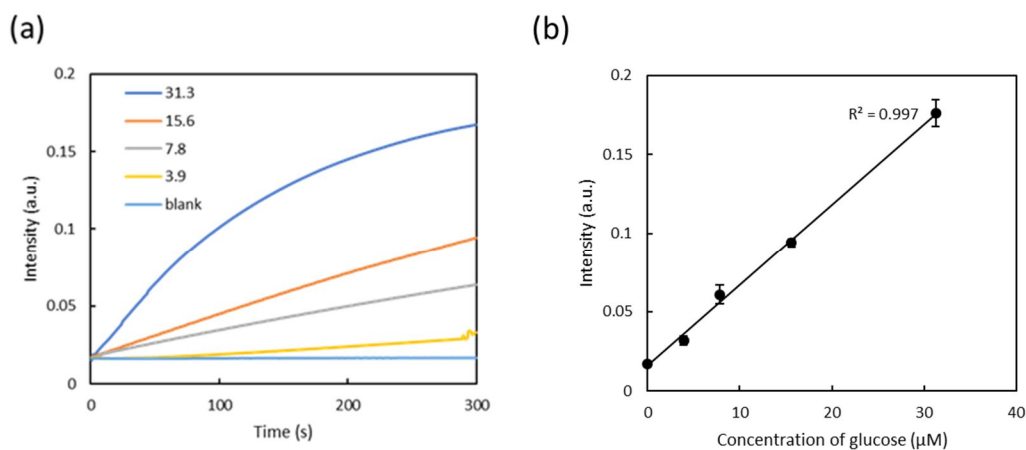 (a)
0.2
0.15
0.1
0.05
0
Intensity (a.u.)
31.3
15.6
7.8
3.9
blank
0
100
200
300
Time (s)
(b)
0.2
0.15
0.1
0.05
0
Intensity (a.u.)
R² = 0.997
0
10
20
30
40
Concentration of glucose (μM)